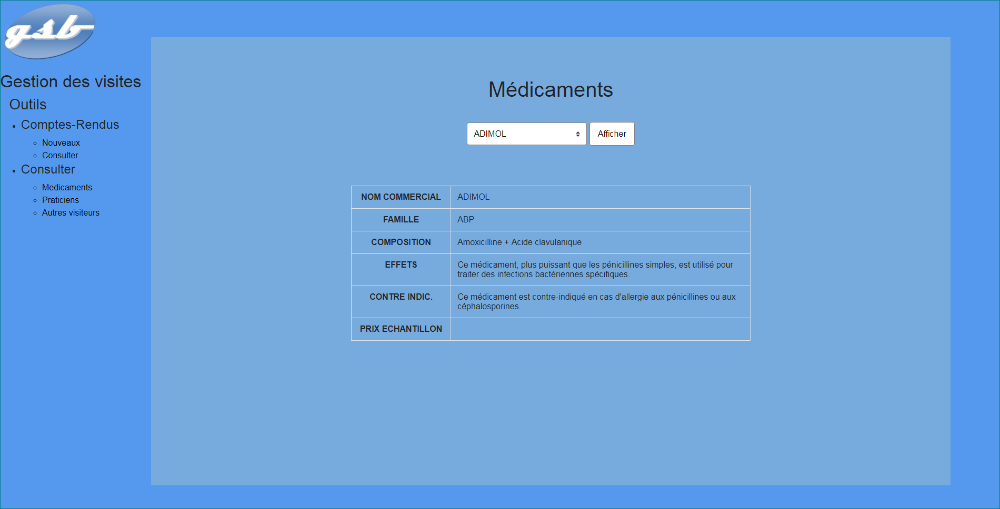 gsb
Gestion des visites
Outils
Comptes-Rendus
Nouveaux
Consulter
Consulter
Medicaments
Praticiens
Autres visiteurs
Médicaments
ADIMOL Afficher
NOM COMMERCIAL ADIMOL
FAMILLE ABP
COMPOSITION Amoxicilline + Acide clavulanique
EFFETS Ce médicament, plus puissant que les pénicillines simples, est utilisé pour
traiter des infections bactériennes spécifiques.
CONTRE INDIC. Ce médicament est contre-indiqué en cas d'allergie aux pénicillines ou aux
céphalosporines.
PRIX ECHANTILLON